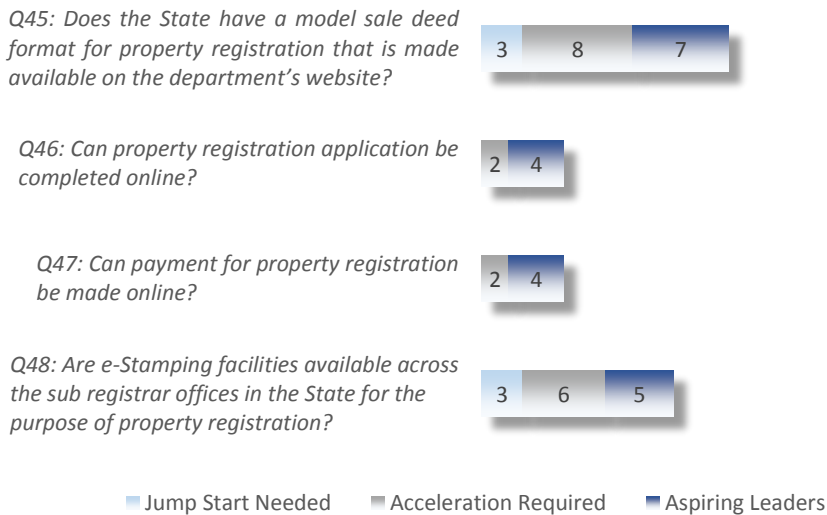 Q45: Does the State have a model sale deed
format for property registration that is made
available on the department’s website?
3 8 7
Q46: Can property registration application be
completed online?
2 4
Q47: Can payment for property registration
be made online?
2 4
Q48: Are e-Stamping facilities available across
the sub registrar offices in the State for the
purpose of property registration?
3 6 5
Jump Start Needed Acceleration Required Aspiring Leaders